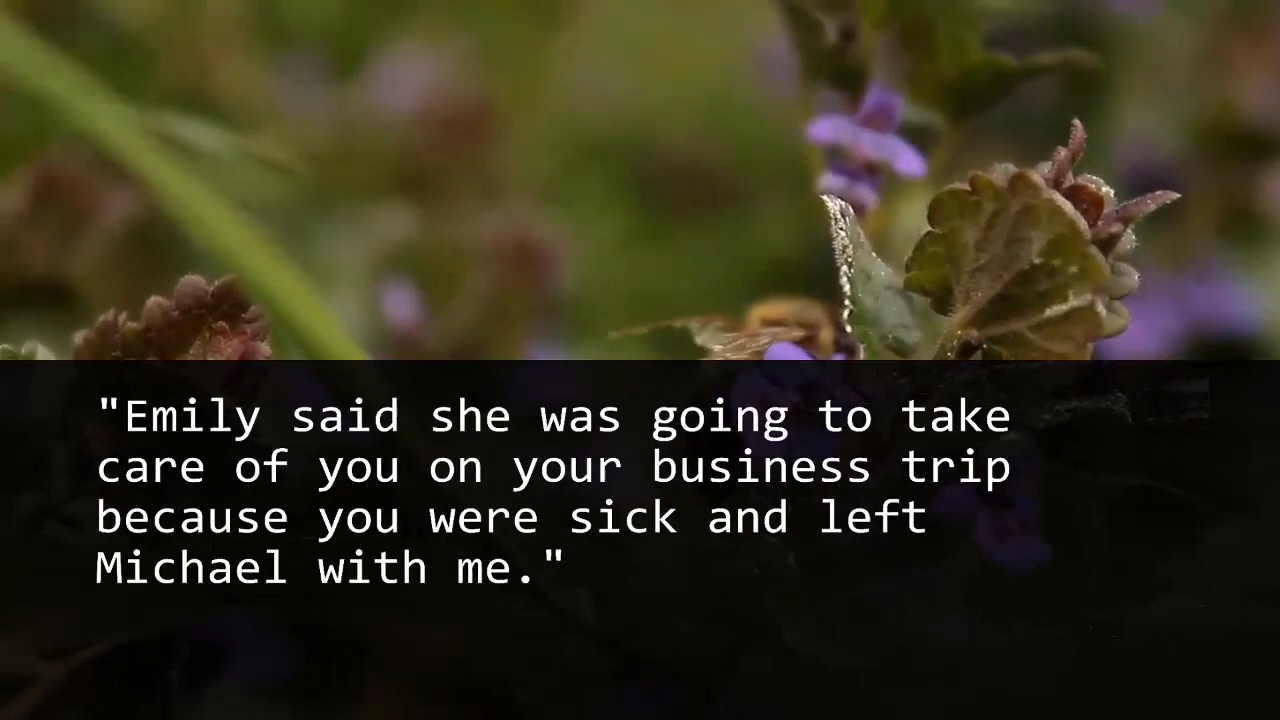 "Emily said she was going to take
care of you on your business trip
because you were sick and left
Michael with me."